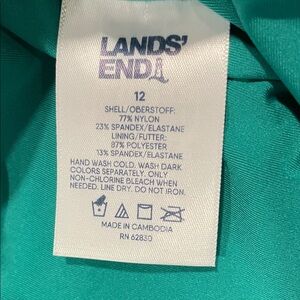 LANDS'
END
12
SHELL/OBERSTOFF:
77% NYLON
23% SPANDEX/ELASTANE
LINING/FUTTER:
87% POLYESTER
13% SPANDEX/ELASTANE
HAND WASH COLD. WASH DARK
COLORS SEPARATELY. ONLY
NON-CHLORINE BLEACH WHEN
NEEDED. LINE DRY. DO NOT IRON.
MADE IN CAMBODIA
RN 62830